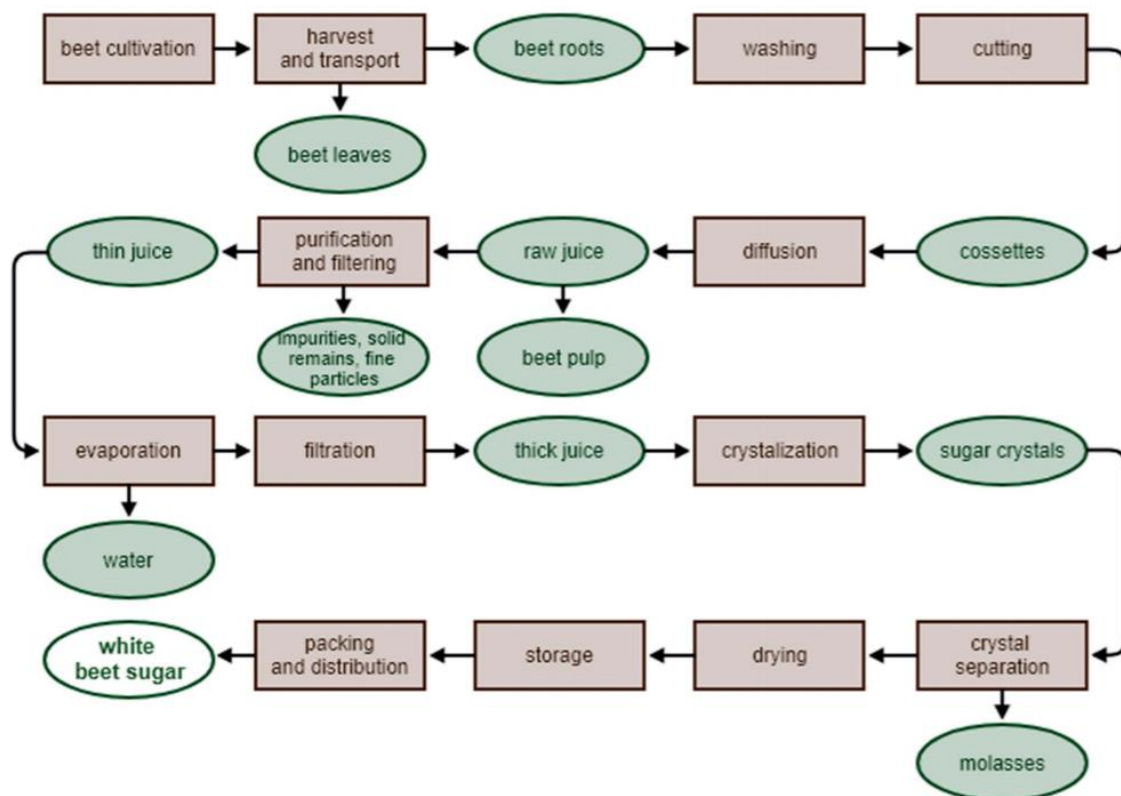 beet cultivation
harvest
and transport
beet roots
washing
cutting
beet leaves
thin juice
purification
and filtering
raw juice
diffusion
cossettes
impurities, solid
remains, fine
particles
beet pulp
evaporation
filtration
thick juice
crystalization
sugar crystals
water
white
beet sugar
packing
and distribution
storage
drying
crystal
separation
molasses